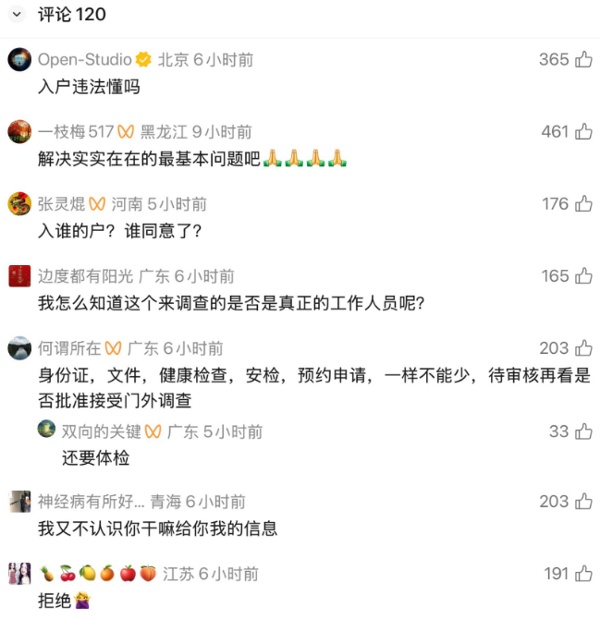 评论 120
Open-Studio 北京 6小时前 365
入户违法懂吗
一枝梅517 黑龙江 9小时前 461
解决实实在在的最基本问题吧🙏🙏🙏🙏
张灵焜 河南 5小时前 176
入谁的户？谁同意了？
边度都有阳光 广东 6小时前 165
我怎么知道这个来调查的是否是真正的工作人员呢？
何谓所在 广东 6小时前 203
身份证，文件，健康检查，安检，预约申请，一样不能少，待审核再看是
否批准接受门外调查
双向的关键 广东 5小时前 33
还要体检
神经病有所好... 青海 6小时前 203
我又不认识你干嘛给你我的信息
🍍🍒🍋🍊🍎🍑 江苏 6小时前 191
拒绝🙅‍♀️